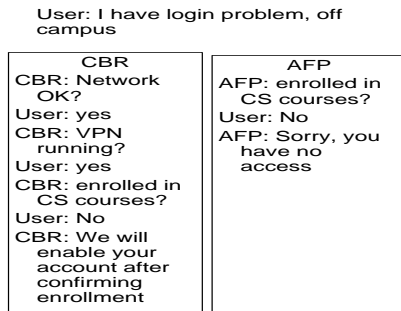 User: I have login problem, off
campus
CBR
CBR: Network
OK?
User: yes
CBR: VPN
running?
User: yes
CBR: enrolled in
CS courses?
User: No
CBR: We will
enable your
account after
confirming
enrollment
AFP
AFP: enrolled in
CS courses?
User: No
AFP: Sorry, you
have no
access